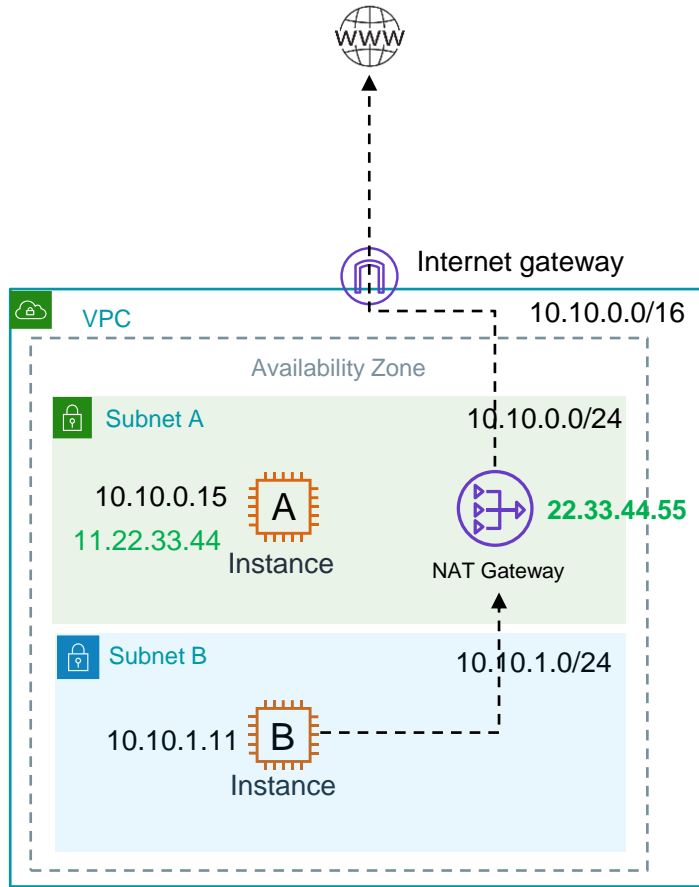 WWW
Internet gateway
VPC
10.10.0.0/16
Availability Zone
Subnet A
10.10.0.0/24
10.10.0.15
11.22.33.44
A
Instance
22.33.44.55
NAT Gateway
Subnet B
10.10.1.0/24
10.10.1.11
B
Instance